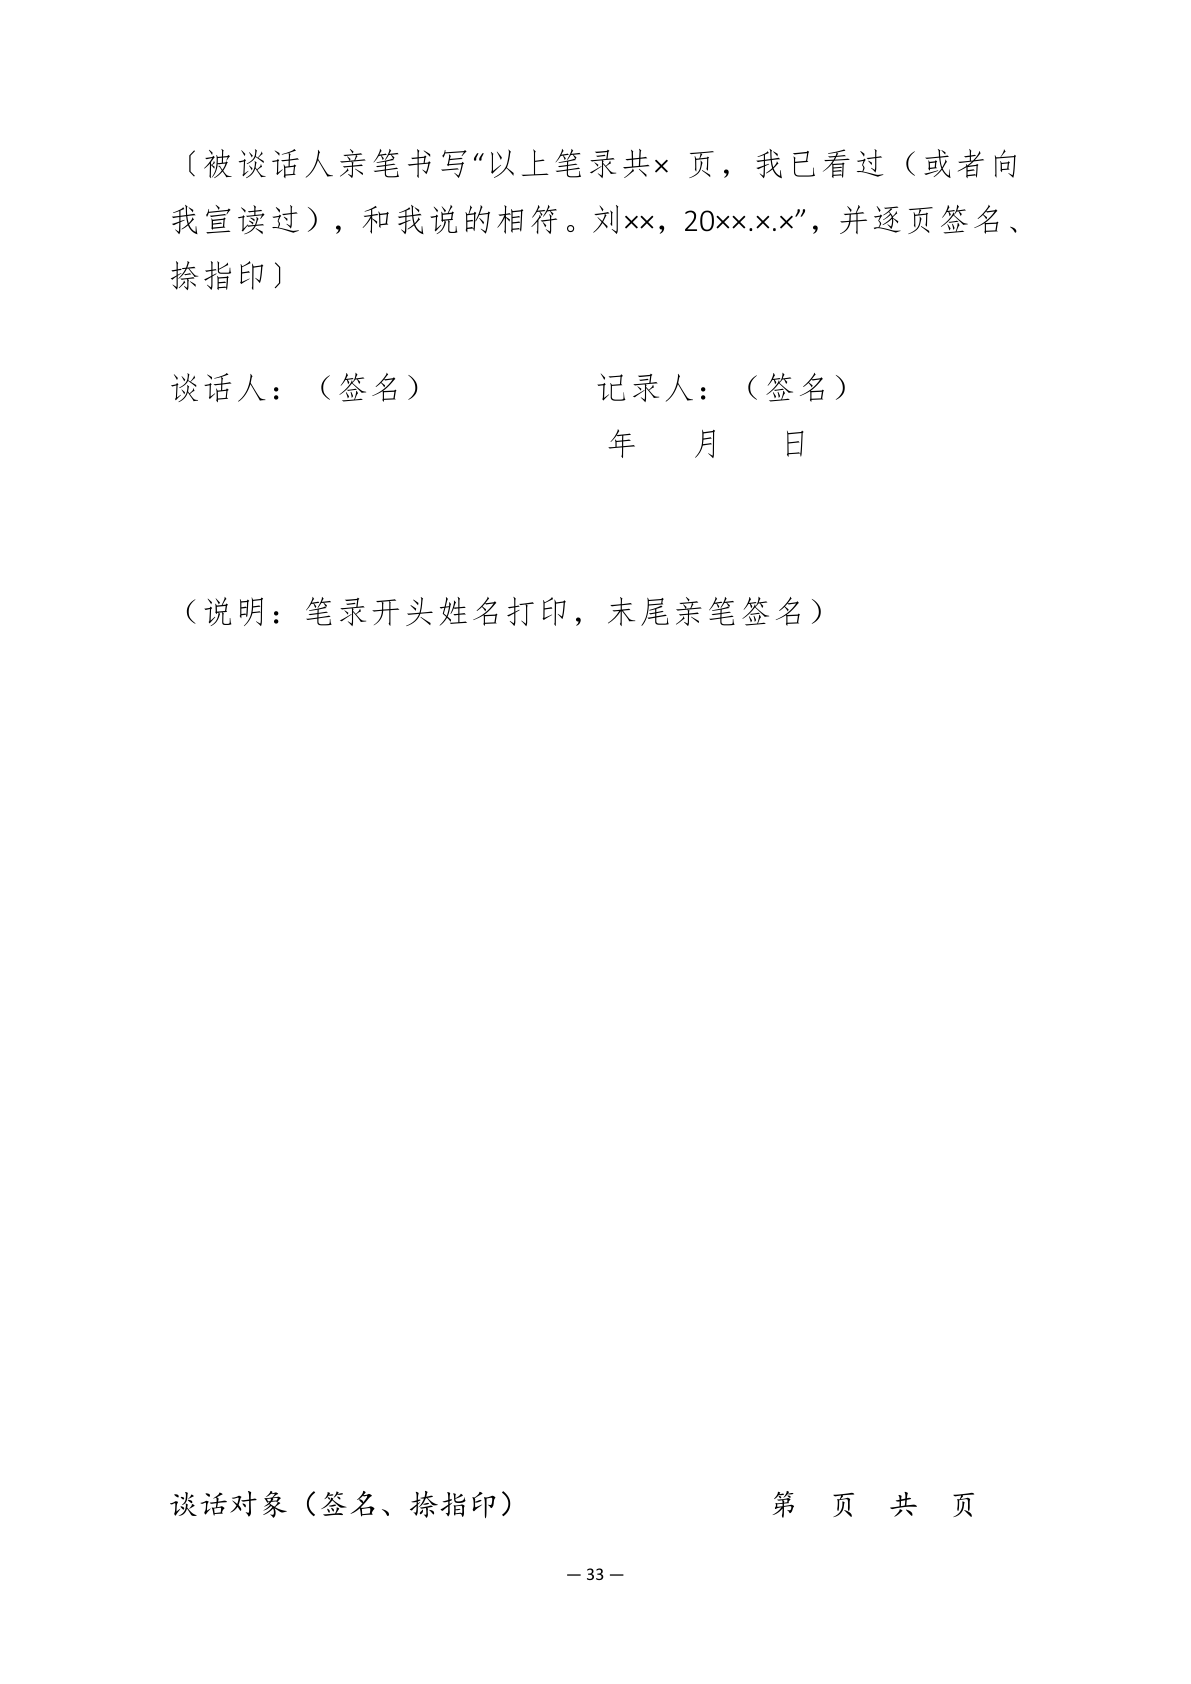 〔被谈话人亲笔书写“以上笔录共× 页，我已看过（或者向
我宣读过），和我说的相符。刘××，20××.×.×”，并逐页签名、
捺指印〕
谈话人：（签名） 记录人：（签名）
年 月 日
（说明：笔录开头姓名打印，末尾亲笔签名）
谈话对象（签名、捺指印） 第 页 共 页
— 33 —